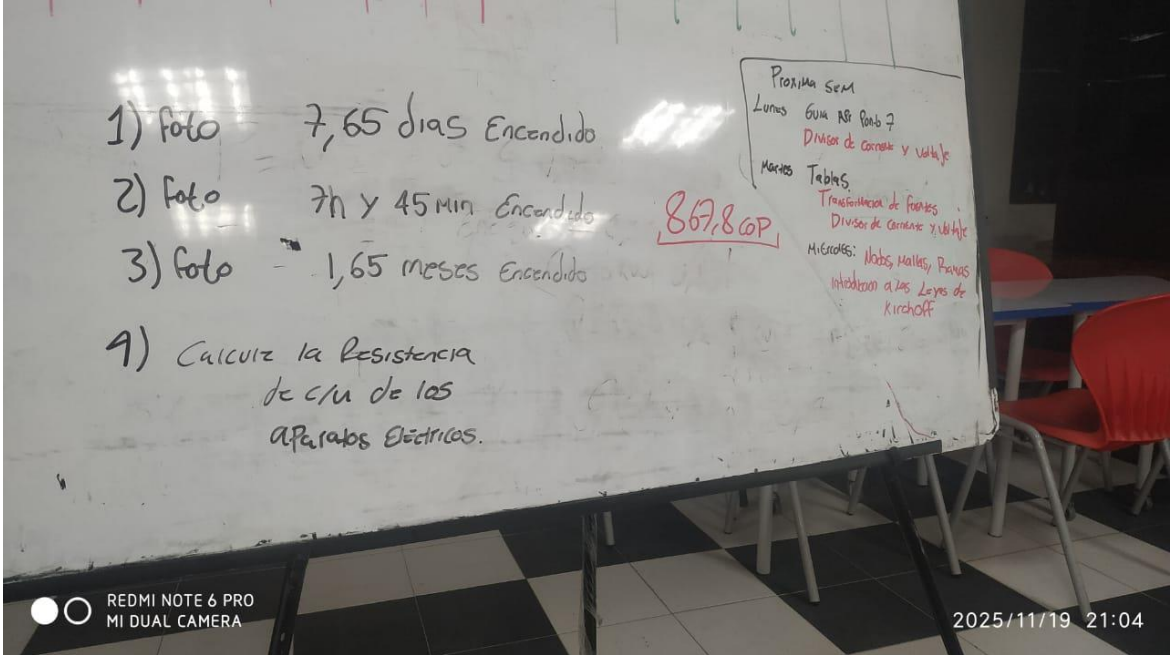 1) Foto 7,65 dias Encendido
2) Foto 7h y 45 Min Encendido
3) Foto 1,65 meses Encendido
4) Calculz la Resistencia
de c/u de los
aparatos Eléctricos.
867,8 COP
Proxima Sem
Lunes Guia Punto 7
Divisor de Corriente y Voltaje
Martes Tablas
Transformacion de Fuentes
Divisor de Corriente y Voltaje
Miercoles: Nodos, Mallas, Ramas
introduccion a las Leyes de
Kirchoff
REDMI NOTE 6 PRO
MI DUAL CAMERA
2025/11/19 21:04